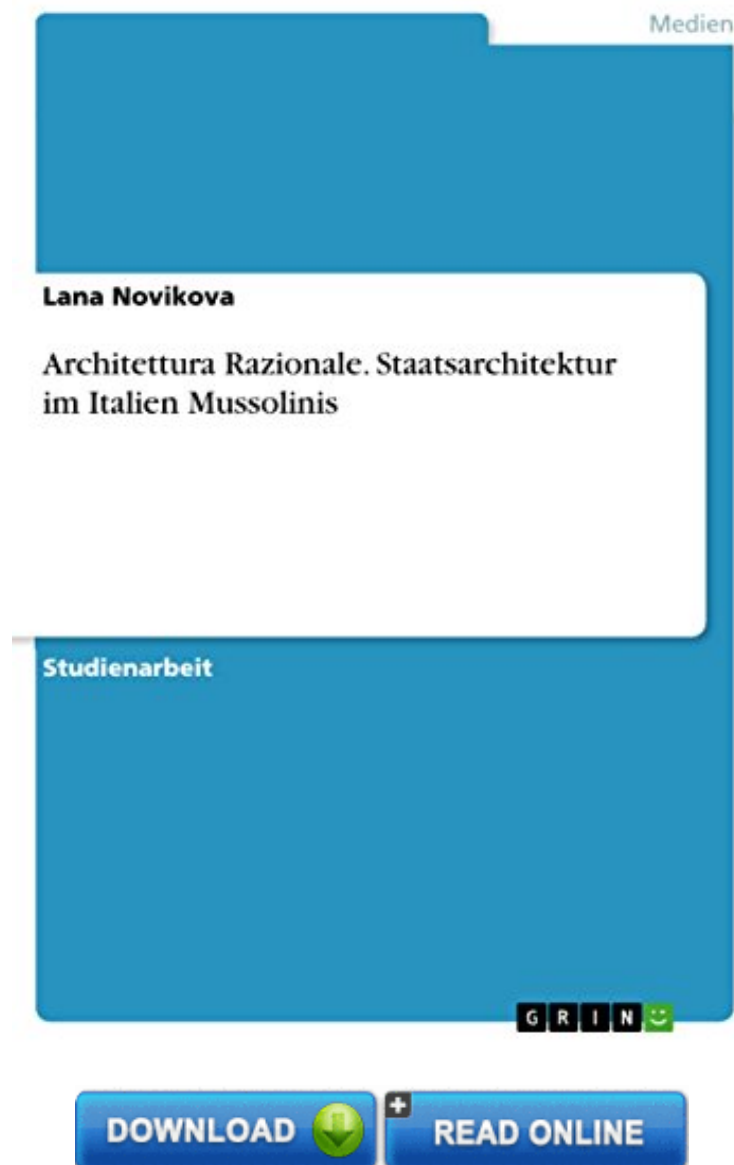 Medien
Lana Novikova
Architettura Razionale. Staatsarchitektur
im Italien Mussolinis
Studienarbeit
GRIN
DOWNLOAD
READ ONLINE